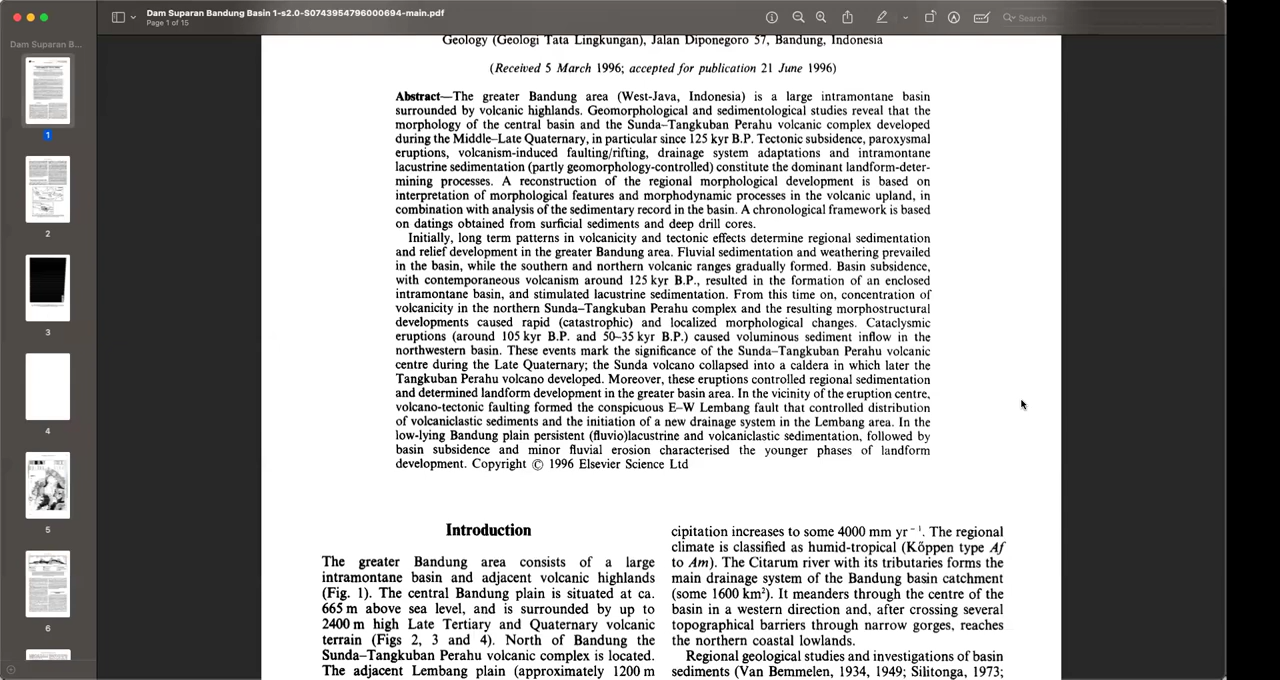 Dam Suparan Bandung Basin 1-s2.0-S0743954796000694-main.pdf
Page 1 of 15
Search
Dam Suparan B...
1
2
3
4
5
6
Geology (Geologi Tata Lingkungan), Jalan Diponegoro 57, Bandung, Indonesia
(Received 5 March 1996; accepted for publication 21 June 1996)
Abstract—The greater Bandung area (West-Java, Indonesia) is a large intramontane basin
surrounded by volcanic highlands. Geomorphological and sedimentological studies reveal that the
morphology of the central basin and the Sunda–Tangkuban Perahu volcanic complex developed
during the Middle–Late Quaternary, in particular since 125 kyr B.P. Tectonic subsidence, paroxysmal
eruptions, volcanism-induced faulting/rifting, drainage system adaptations and intramontane
lacustrine sedimentation (partly geomorphology-controlled) constitute the dominant landform-deter-
mining processes. A reconstruction of the regional morphological development is based on
interpretation of morphological features and morphodynamic processes in the volcanic upland, in
combination with analysis of the sedimentary record in the basin. A chronological framework is based
on datings obtained from surficial sediments and deep drill cores.
Initially, long term patterns in volcanicity and tectonic effects determine regional sedimentation
and relief development in the greater Bandung area. Fluvial sedimentation and weathering prevailed
in the basin, while the southern and northern volcanic ranges gradually formed. Basin subsidence,
with contemporaneous volcanism around 125 kyr B.P., resulted in the formation of an enclosed
intramontane basin, and stimulated lacustrine sedimentation. From this time on, concentration of
volcanicity in the northern Sunda–Tangkuban Perahu complex and the resulting morphostructural
developments caused rapid (catastrophic) and localized morphological changes. Cataclysmic
eruptions (around 105 kyr B.P. and 50–35 kyr B.P.) caused voluminous sediment inflow in the
northwestern basin. These events mark the significance of the Sunda–Tangkuban Perahu volcanic
centre during the Late Quaternary; the Sunda volcano collapsed into a caldera in which later the
Tangkuban Perahu volcano developed. Moreover, these eruptions controlled regional sedimentation
and determined landform development in the greater basin area. In the vicinity of the eruption centre,
volcano-tectonic faulting formed the conspicuous E–W Lembang fault that controlled distribution
of volcaniclastic sediments and the initiation of a new drainage system in the Lembang area. In the
low-lying Bandung plain persistent (fluvio)lacustrine and volcaniclastic sedimentation, followed by
basin subsidence and minor fluvial erosion characterised the younger phases of landform
development. Copyright © 1996 Elsevier Science Ltd
Introduction
The greater Bandung area consists of a large
intramontane basin and adjacent volcanic highlands
(Fig. 1). The central Bandung plain is situated at ca.
665 m above sea level, and is surrounded by up to
2400 m high Late Tertiary and Quaternary volcanic
terrain (Figs 2, 3 and 4). North of Bandung the
Sunda–Tangkuban Perahu volcanic complex is located.
The adjacent Lembang plain (approximately 1200 m
cipitation increases to some 4000 mm yr⁻¹. The regional
climate is classified as humid-tropical (Kőppen type Af
to Am). The Citarum river with its tributaries forms the
main drainage system of the Bandung basin catchment
(some 1600 km²). It meanders through the centre of the
basin in a western direction and, after crossing several
topographical barriers through narrow gorges, reaches
the northern coastal lowlands.
Regional geological studies and investigations of basin
sediments (Van Bemmelen, 1934, 1949; Silitonga, 1973;